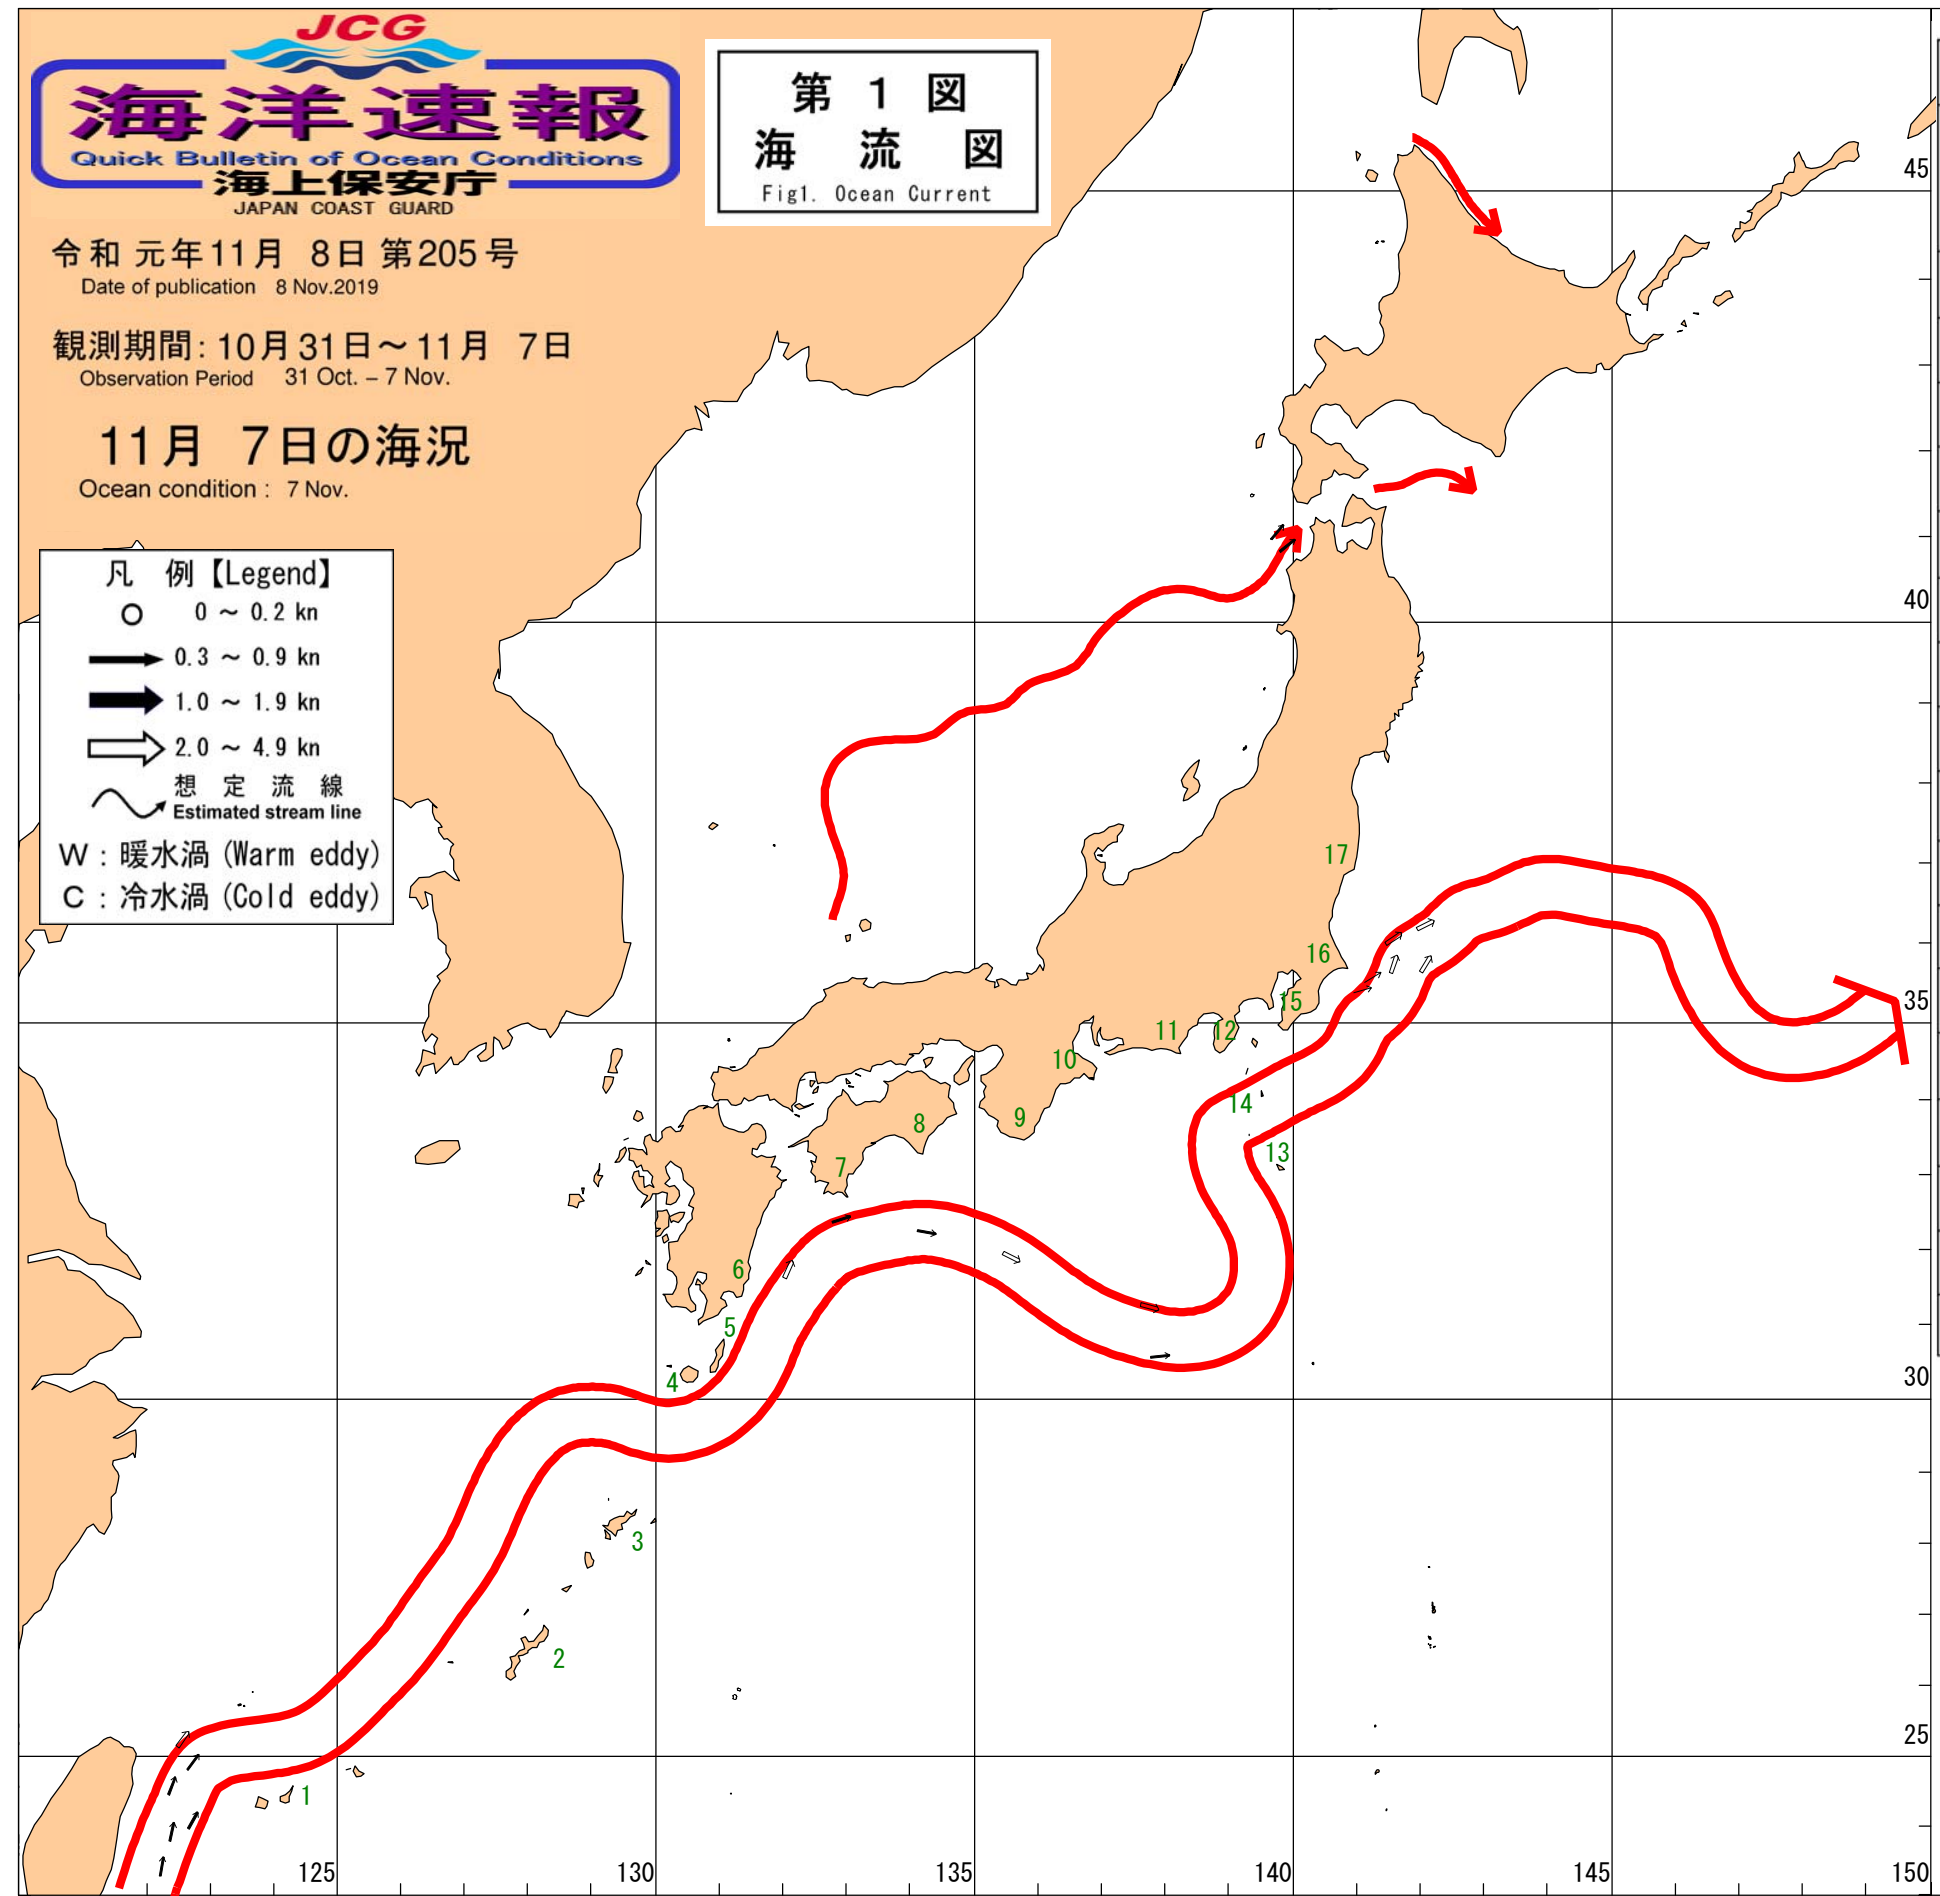 JCG
海洋速報
Quick Bulletin of Ocean Conditions
海上保安庁
JAPAN COAST GUARD
第 1 図
海 流 図
Fig1. Ocean Current
令和 元年11月 8日 第205号
Date of publication 8 Nov.2019
観測期間: 10月31日~11月 7日
Observation Period 31 Oct. – 7 Nov.
11月 7日の海況
Ocean condition : 7 Nov.
凡 例【Legend】
0 ~ 0.2 kn
0.3 ~ 0.9 kn
1.0 ~ 1.9 kn
2.0 ~ 4.9 kn
想 定 流 線
Estimated stream line
W : 暖水渦 (Warm eddy)
C : 冷水渦 (Cold eddy)
45
40
17
16
35
15
12
11
10
14
9
8
13
7
6
5
4
30
3
2
25
1
125
130
135
140
145
150